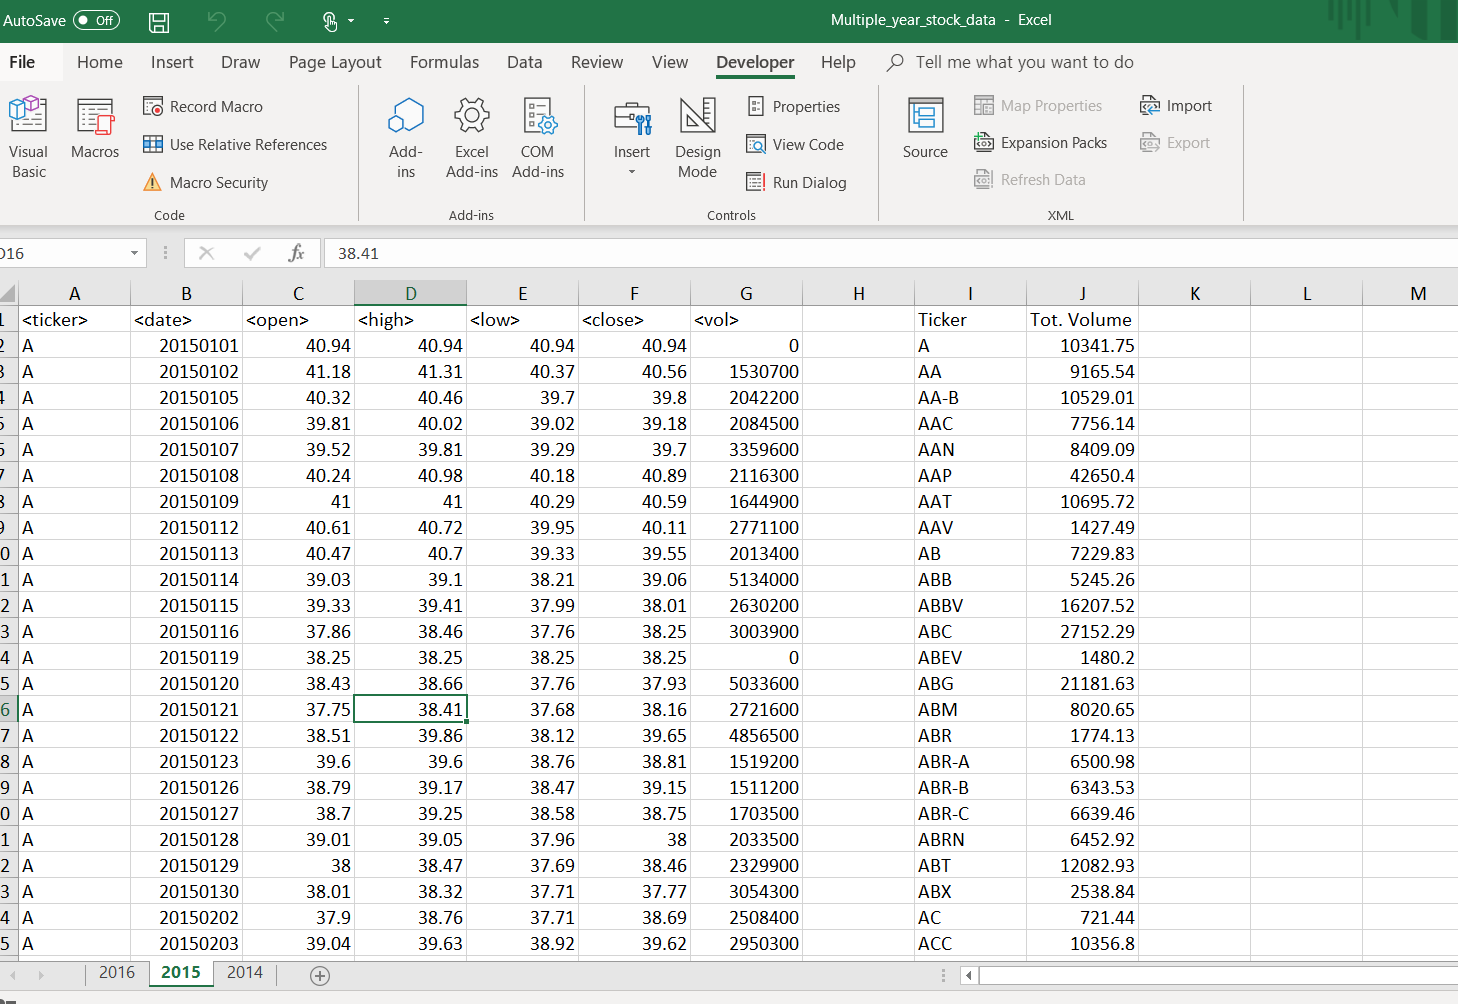 AutoSave Off Multiple_year_stock_data - Excel
File Home Insert Draw Page Layout Formulas Data Review View Developer Help Tell me what you want to do
Visual Basic Macros Record Macro Use Relative References Macro Security Code
Add-ins Excel Add-ins COM Add-ins Add-ins
Insert Design Mode Properties View Code Run Dialog Controls
Source Map Properties Expansion Packs Refresh Data Import Export XML
D16 fx 38.41
A B C D E F G H I J K L M
1 <ticker> <date> <open> <high> <low> <close> <vol> Ticker Tot. Volume
2 A 20150101 40.94 40.94 40.94 40.94 0 A 10341.75
3 A 20150102 41.18 41.31 40.37 40.56 1530700 AA 9165.54
4 A 20150105 40.32 40.46 39.7 39.8 2042200 AA-B 10529.01
5 A 20150106 39.81 40.02 39.02 39.18 2084500 AAC 7756.14
6 A 20150107 39.52 39.81 39.29 39.7 3359600 AAN 8409.09
7 A 20150108 40.24 40.98 40.18 40.89 2116300 AAP 42650.4
8 A 20150109 41 41 40.29 40.59 1644900 AAT 10695.72
9 A 20150112 40.61 40.72 39.95 40.11 2771100 AAV 1427.49
0 A 20150113 40.47 40.7 39.33 39.55 2013400 AB 7229.83
1 A 20150114 39.03 39.1 38.21 39.06 5134000 ABB 5245.26
2 A 20150115 39.33 39.41 37.99 38.01 2630200 ABBV 16207.52
3 A 20150116 37.86 38.46 37.76 38.25 3003900 ABC 27152.29
4 A 20150119 38.25 38.25 38.25 38.25 0 ABEV 1480.2
5 A 20150120 38.43 38.66 37.76 37.93 5033600 ABG 21181.63
6 A 20150121 37.75 38.41 37.68 38.16 2721600 ABM 8020.65
7 A 20150122 38.51 39.86 38.12 39.65 4856500 ABR 1774.13
8 A 20150123 39.6 39.6 38.76 38.81 1519200 ABR-A 6500.98
9 A 20150126 38.79 39.17 38.47 39.15 1511200 ABR-B 6343.53
0 A 20150127 38.7 39.25 38.58 38.75 1703500 ABR-C 6639.46
1 A 20150128 39.01 39.05 37.96 38 2033500 ABRN 6452.92
2 A 20150129 38 38.47 37.69 38.46 2329900 ABT 12082.93
3 A 20150130 38.01 38.32 37.71 37.77 3054300 ABX 2538.84
4 A 20150202 37.9 38.76 37.71 38.69 2508400 AC 721.44
5 A 20150203 39.04 39.63 38.92 39.62 2950300 ACC 10356.8
2016 2015 2014